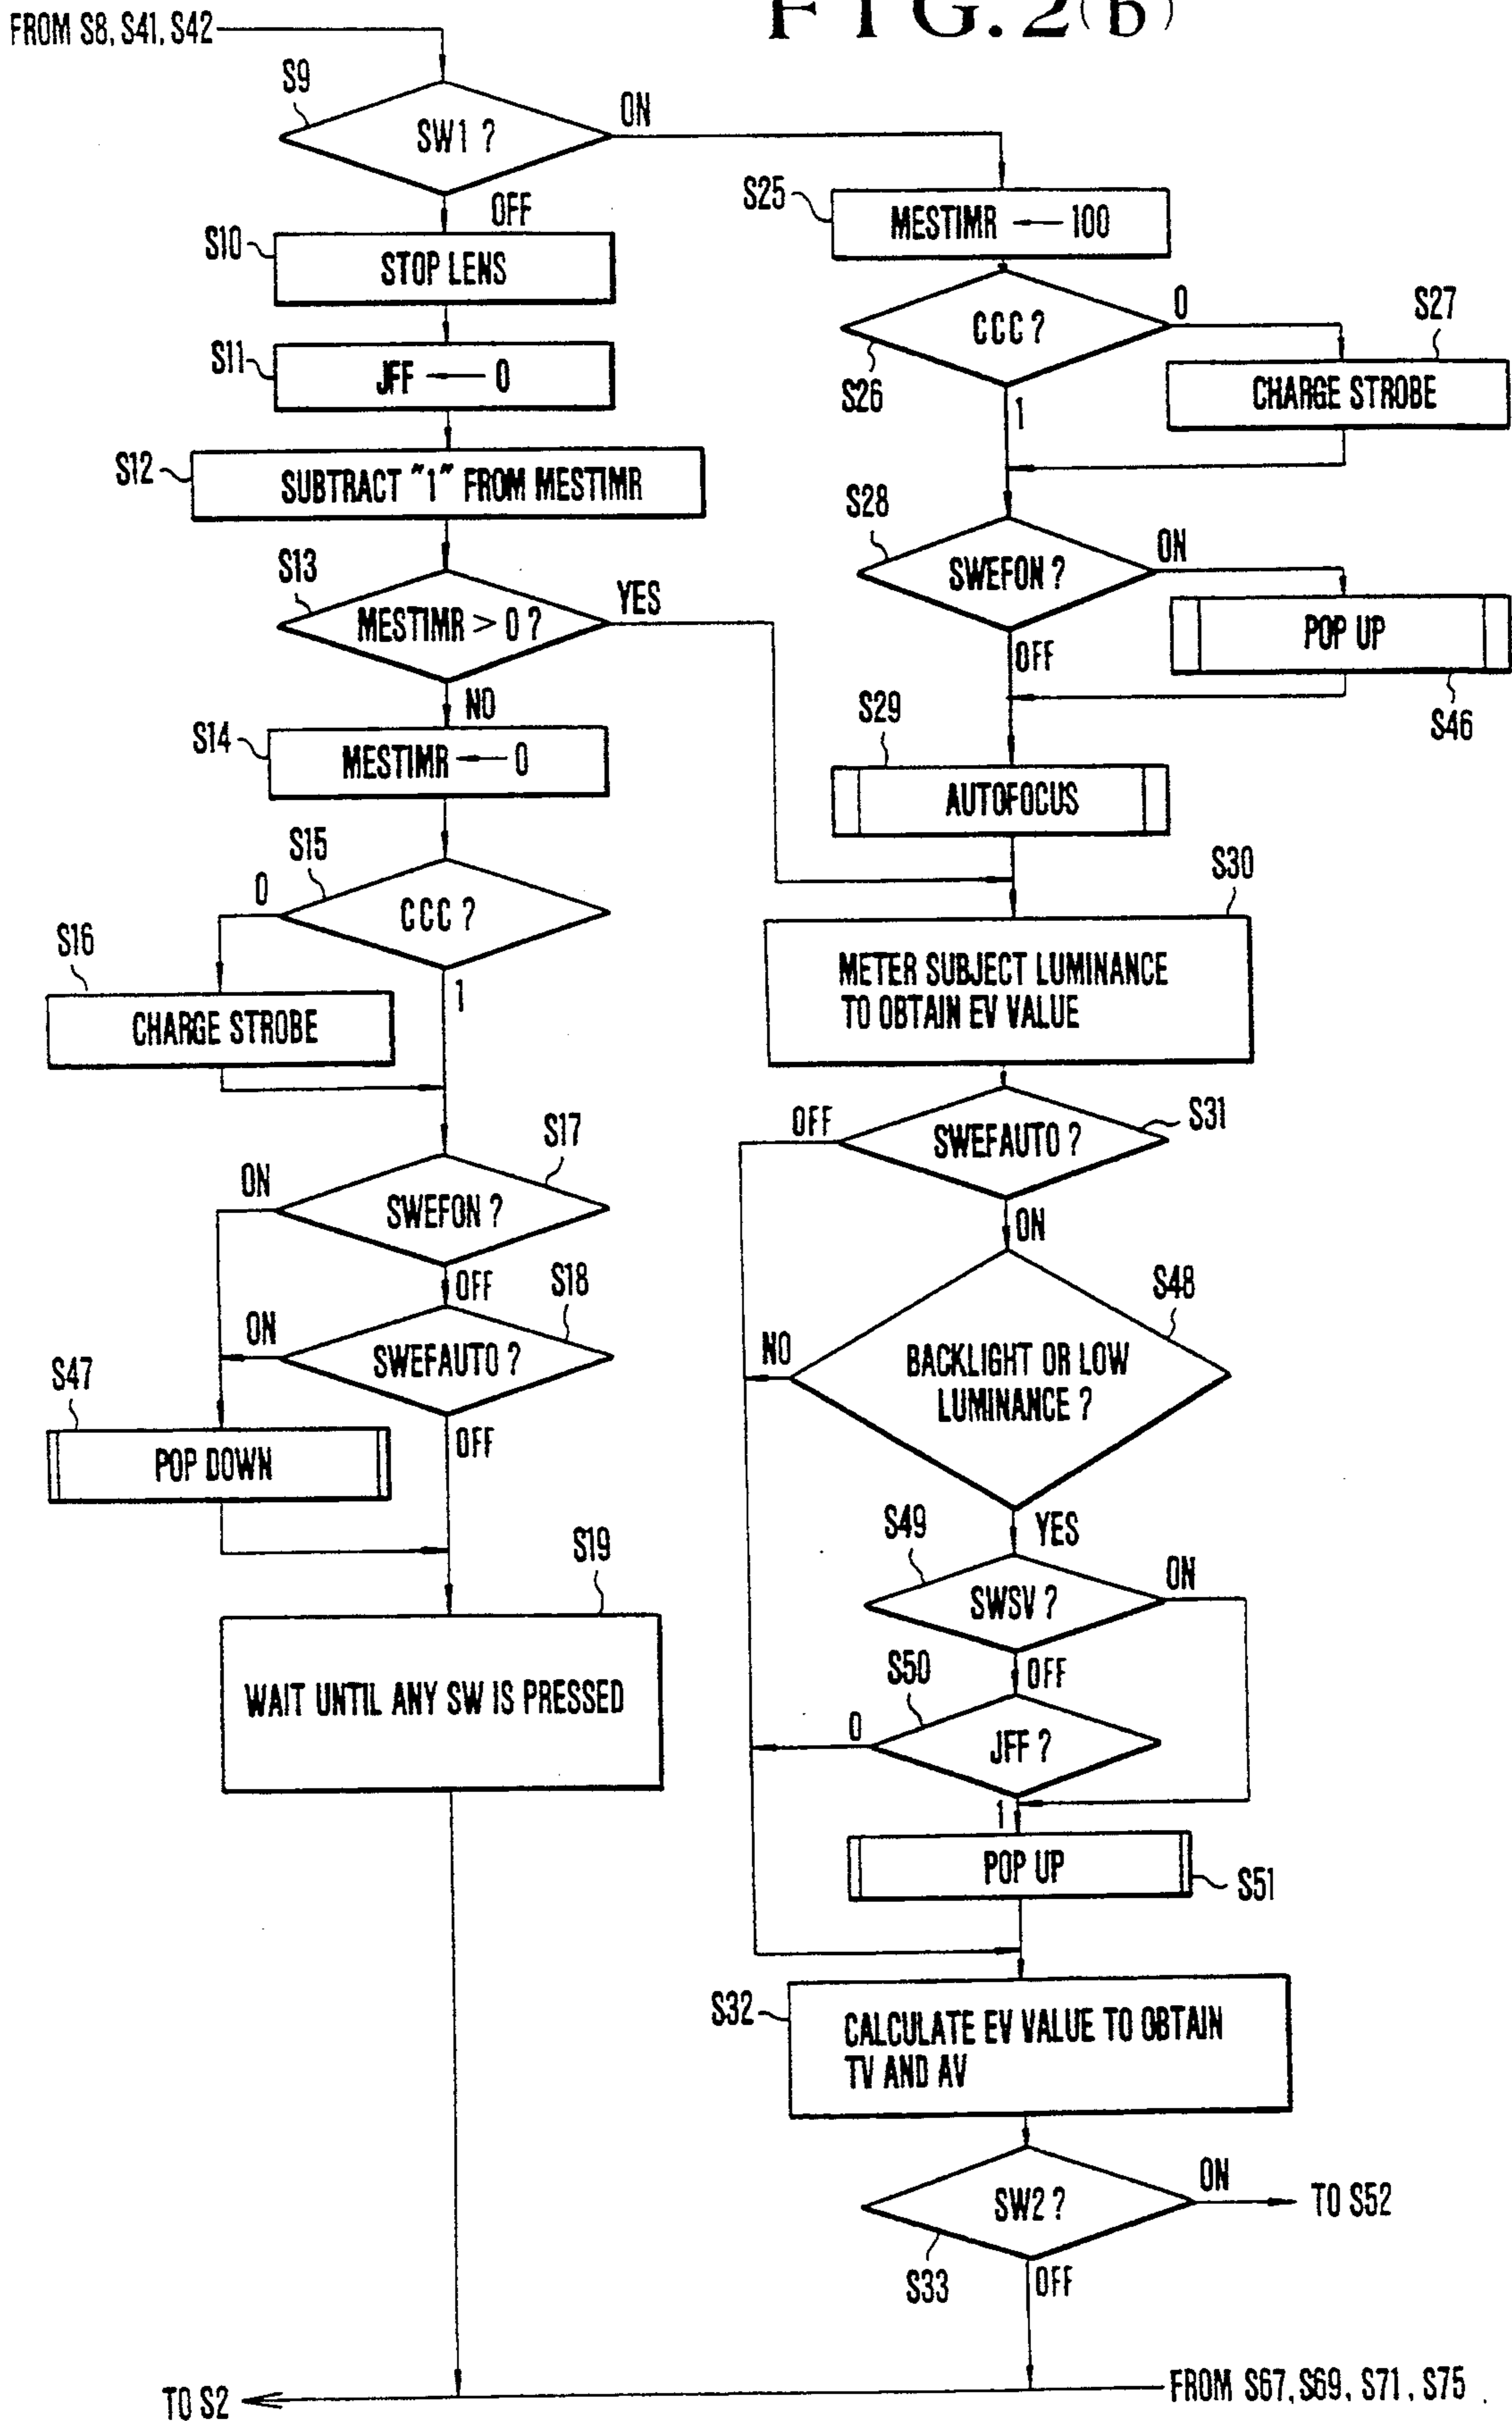 FIG. 2(b)
FROM S8, S41, S42
S9
SW1 ?
ON
OFF
S10
STOP LENS
S11
JFF ← 0
S12
SUBTRACT "1" FROM MESTIMR
S13
MESTIMR > 0 ?
YES
NO
S14
MESTIMR ← 0
S15
0
CCC ?
1
S16
CHARGE STROBE
S17
ON
SWEFON ?
OFF
S18
ON
SWEFAUTO ?
OFF
S47
POP DOWN
S19
WAIT UNTIL ANY SW IS PRESSED
S25
MESTIMR ← 100
CCC ?
0
S26
1
S27
CHARGE STROBE
S28
SWEFON ?
ON
OFF
POP UP
S46
S29
AUTOFOCUS
S30
METER SUBJECT LUMINANCE
TO OBTAIN EV VALUE
OFF
SWEFAUTO ?
S31
ON
S48
NO
BACKLIGHT OR LOW
LUMINANCE ?
YES
S49
SWSV ?
ON
OFF
S50
0
JFF ?
1
POP UP
S51
S32
CALCULATE EV VALUE TO OBTAIN
TV AND AV
SW2 ?
ON
TO S52
S33
OFF
TO S2
FROM S67, S69, S71, S75